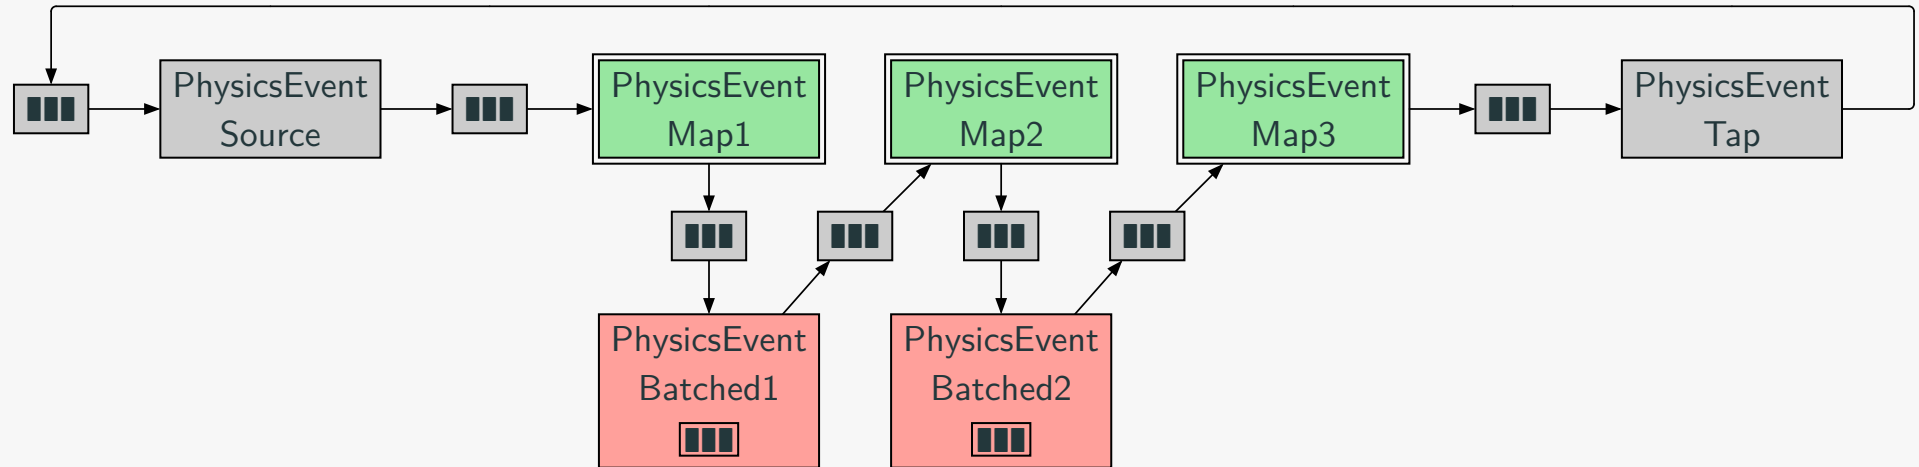 PhysicsEvent
Source
PhysicsEvent
Map1
PhysicsEvent
Map2
PhysicsEvent
Map3
PhysicsEvent
Tap
PhysicsEvent
Batched1
PhysicsEvent
Batched2